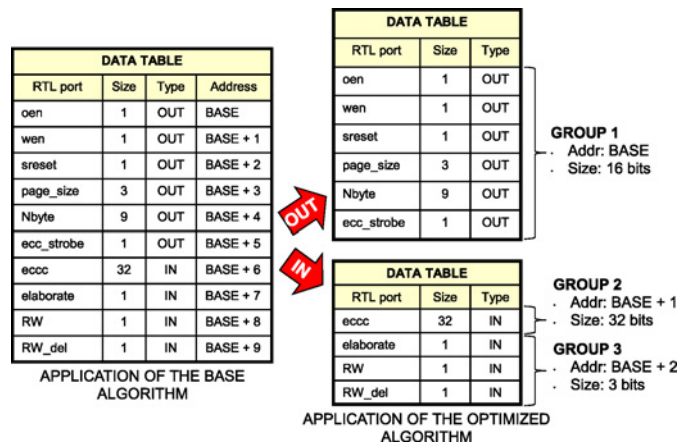 DATA TABLE
RTL port Size Type Address
oen 1 OUT BASE
wen 1 OUT BASE + 1
sreset 1 OUT BASE + 2
page_size 3 OUT BASE + 3
Nbyte 9 OUT BASE + 4
ecc_strobe 1 OUT BASE + 5
eccc 32 IN BASE + 6
elaborate 1 IN BASE + 7
RW 1 IN BASE + 8
RW_del 1 IN BASE + 9
APPLICATION OF THE BASE
ALGORITHM
OUT
IN
DATA TABLE
RTL port Size Type
oen 1 OUT
wen 1 OUT
sreset 1 OUT
page_size 3 OUT
Nbyte 9 OUT
ecc_strobe 1 OUT
GROUP 1
· Addr: BASE
· Size: 16 bits
DATA TABLE
RTL port Size Type
eccc 32 IN
elaborate 1 IN
RW 1 IN
RW_del 1 IN
GROUP 2
· Addr: BASE + 1
· Size: 32 bits
GROUP 3
· Addr: BASE + 2
· Size: 3 bits
APPLICATION OF THE OPTIMIZED
ALGORITHM